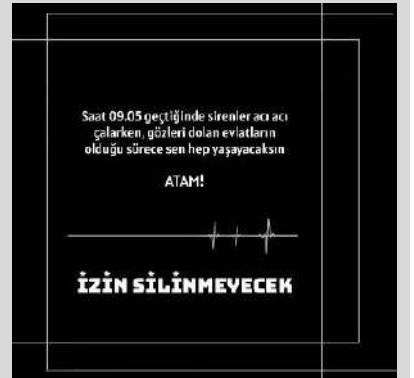 Saat 09.05 geçtiğinde sirenler acı acı
çalarken, gözleri dolan evlatların
olduğu sürece sen hep yaşayacaksın
ATAM!
İZİN SİLİNMEYECEK